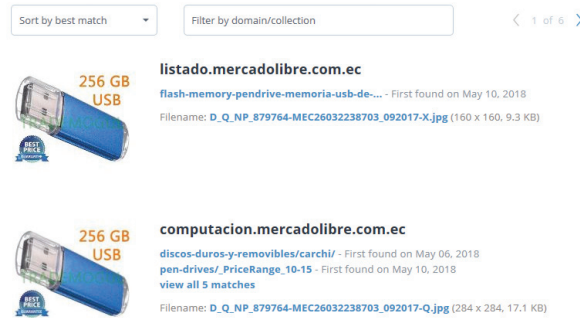 Sort by best match
Filter by domain/collection
1 of 6
256 GB
USB
BEST
PRICE
listado.mercadolibre.com.ec
flash-memory-pendrive-memoria-usb-de-... - First found on May 10, 2018
Filename: D_Q_NP_879764-MEC26032238703_092017-X.jpg (160 x 160, 9.3 KB)
256 GB
USB
BEST
PRICE
computacion.mercadolibre.com.ec
discos-duros-y-removibles/carchi/ - First found on May 06, 2018
pen-drives/_PriceRange_10-15 - First found on May 10, 2018
view all 5 matches
Filename: D_Q_NP_879764-MEC26032238703_092017-Q.jpg (284 x 284, 17.1 KB)